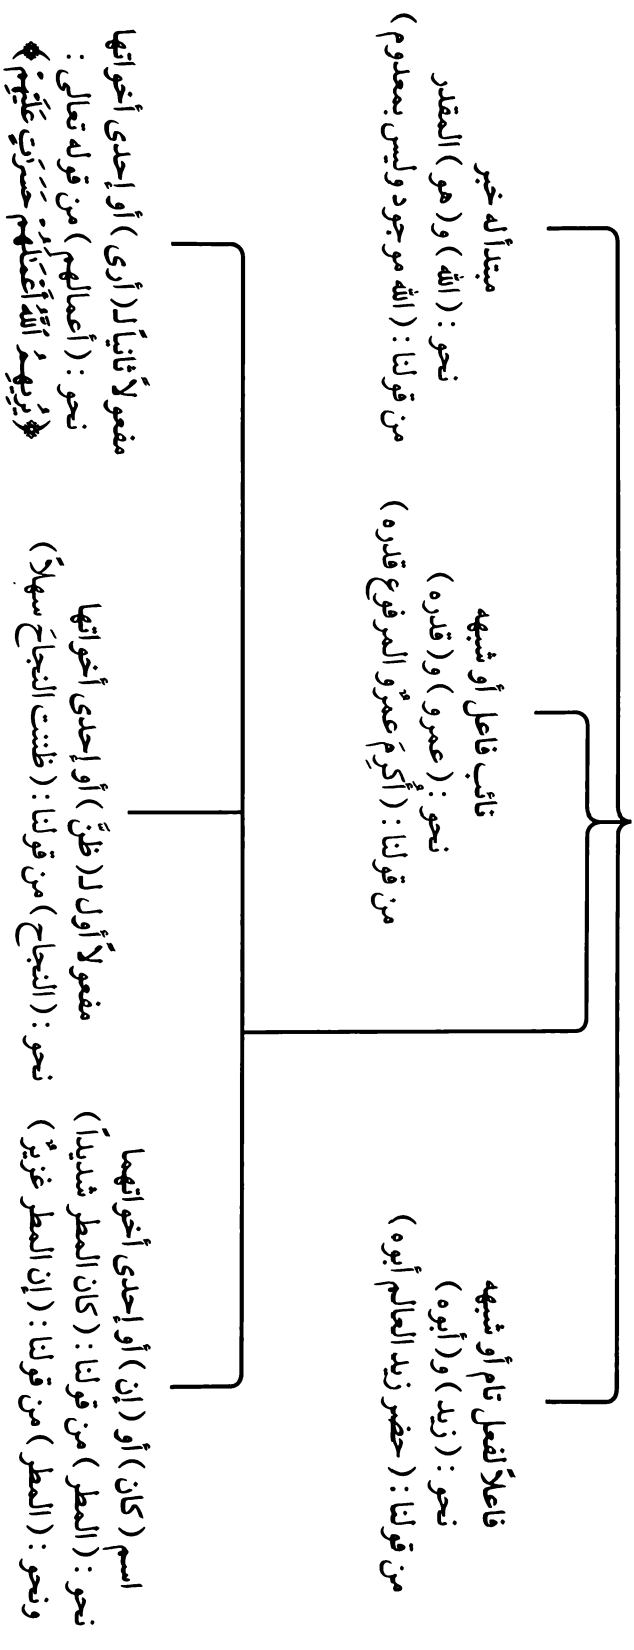 فاعلاً لفعل تام أو شبهه
نحو : (زيد) و (أبوه)
من قولنا : (حضر زيد العالم أبوه)
نائب فاعل أو شبهه
نحو : (عمرو) و (قدره)
من قولنا : (أُكرِمَ عمرٌو المرفوع قدره)
مبتدأ له خبر
نحو : (الله) و (هو) المقدر
من قولنا : (الله موجود وليس بمعدوم)
اسم (كان) أو (إن) أو إحدى أخواتهما
نحو : (المطر) من قولنا : (كان المطر شديداً)
ونحو : (المطر) من قولنا : (إن المطر غزيرٌ)
مفعولاً أول لـ (ظنَّ) أو إحدى أخواتها
نحو : (النجاح) من قولنا : (ظننت النجاحَ سهلاً)
مفعولاً ثانياً لـ (أرى) أو إحدى أخواتها
نحو : (أعمالهم) من قوله تعالى :
﴿يُرِيهِمُ ٱللَّهُ أَعْمَٰلَهُمْ حَسَرَٰتٍ عَلَيْهِمْ﴾